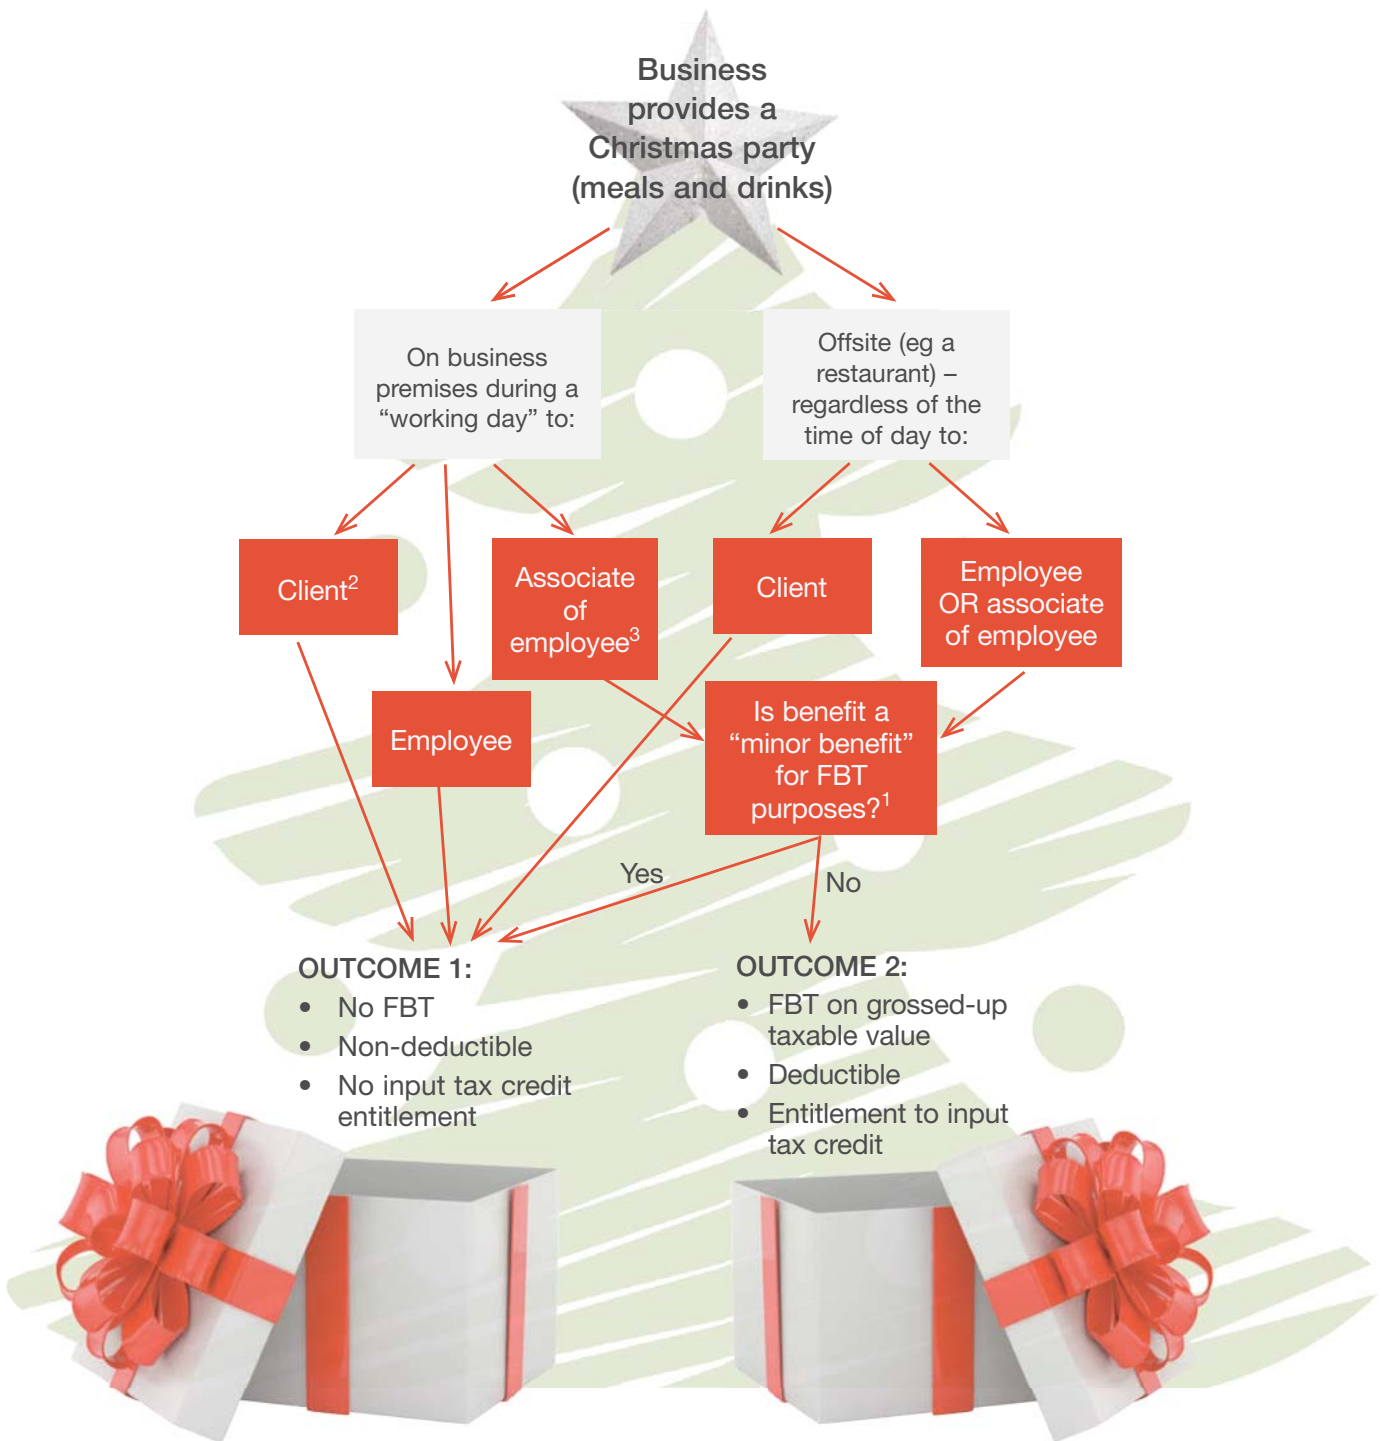 Business
provides a
Christmas party
(meals and drinks)
On business
premises during a
“working day” to:
Offsite (eg a
restaurant) –
regardless of the
time of day to:
Client2
Associate
of
employee3
Client
Employee
OR associate
of employee
Employee
Is benefit a
“minor benefit”
for FBT
purposes?1
Yes
No
OUTCOME 1:
• No FBT
• Non-deductible
• No input tax credit
entitlement
OUTCOME 2:
• FBT on grossed-up
taxable value
• Deductible
• Entitlement to input
tax credit